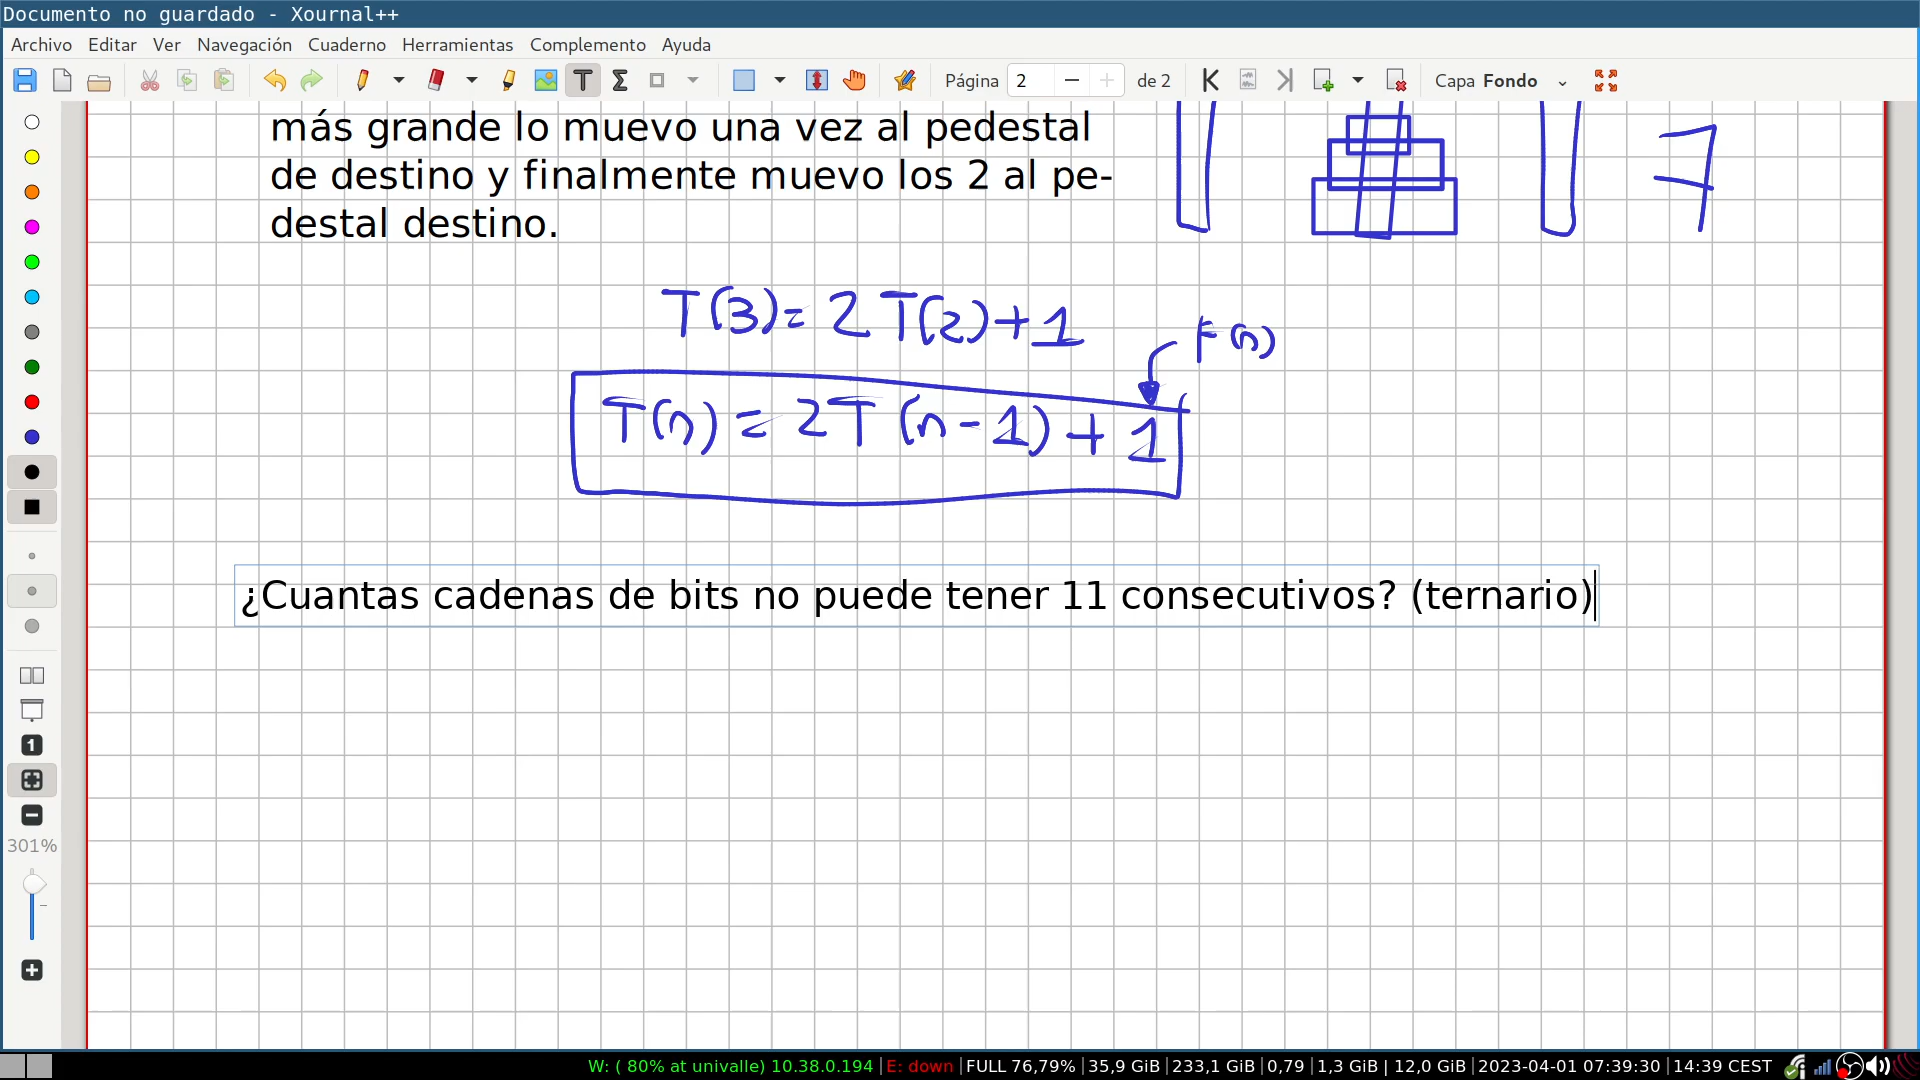 Documento no guardado - Xournal++
Archivo Editar Ver Navegación Cuaderno Herramientas Complemento Ayuda
Página 2 de 2 Capa Fondo
más grande lo muevo una vez al pedestal
de destino y finalmente muevo los 2 al pe-
destal destino.
7
T(3)= 2T(2)+1
F(n)
T(n) = 2T(n-1) + 1
¿Cuantas cadenas de bits no puede tener 11 consecutivos? (ternario)
1
301%
W: ( 80% at univalle) 10.38.0.194 |E: down |FULL 76,79% |35,9 GiB |233,1 GiB |0,79 |1,3 GiB | 12,0 GiB |2023-04-01 07:39:30 |14:39 CEST